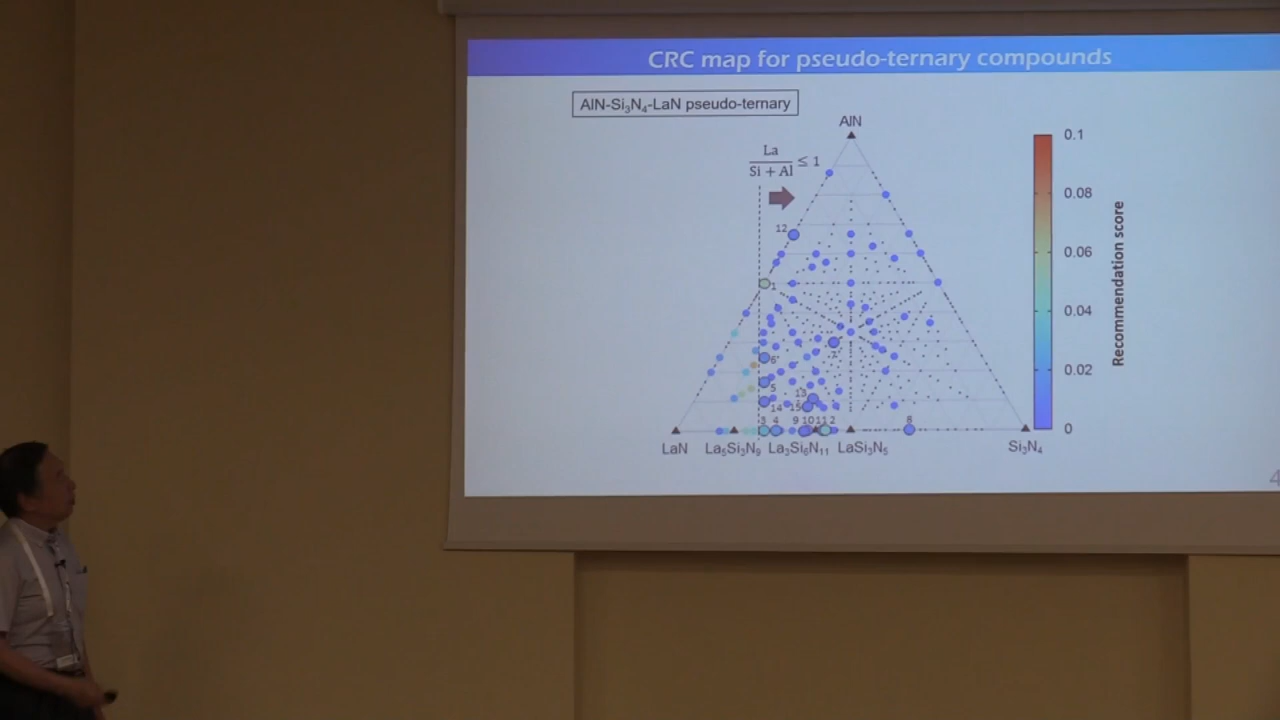 CRC map for pseudo-ternary compounds
AlN-Si₃N₄-LaN pseudo-ternary
AlN
La
Si + Al
≤ 1
0.1
0.08
0.06
0.04
0.02
0
Recommendation score
12
1
7
6
5
13
14 15
3 4 9 10 11 2 8
LaN La₅Si₃N₉ La₃Si₆N₁₁ LaSi₃N₅ Si₃N₄
4